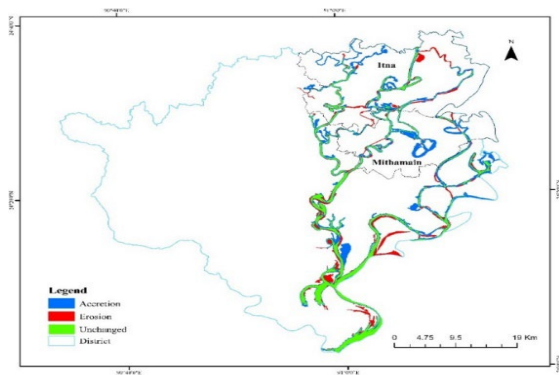 N
Itna
Mithamain
Legend
Accretion
Erosion
Unchanged
District
0 4.75 9.5 19 Km